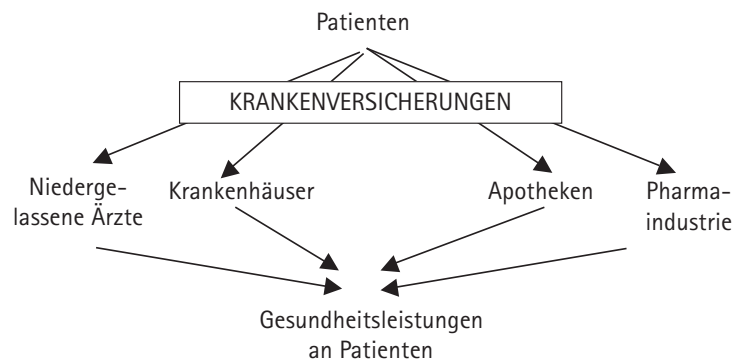 Patienten
KRANKENVERSICHERUNGEN
Niederge-
lassene Ärzte
Krankenhäuser
Apotheken
Pharma-
industrie
Gesundheitsleistungen
an Patienten